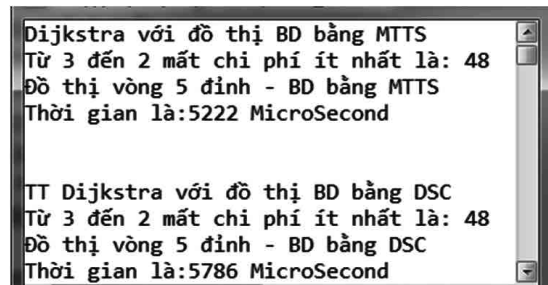 Dijkstra với đồ thị BD bằng MTTS
Từ 3 đến 2 mất chi phí ít nhất là: 48
Đồ thị vòng 5 đỉnh - BD bằng MTTS
Thời gian là:5222 MicroSecond
TT Dijkstra với đồ thị BD bằng DSC
Từ 3 đến 2 mất chi phí ít nhất là: 48
Đồ thị vòng 5 đỉnh - BD bằng DSC
Thời gian là:5786 MicroSecond